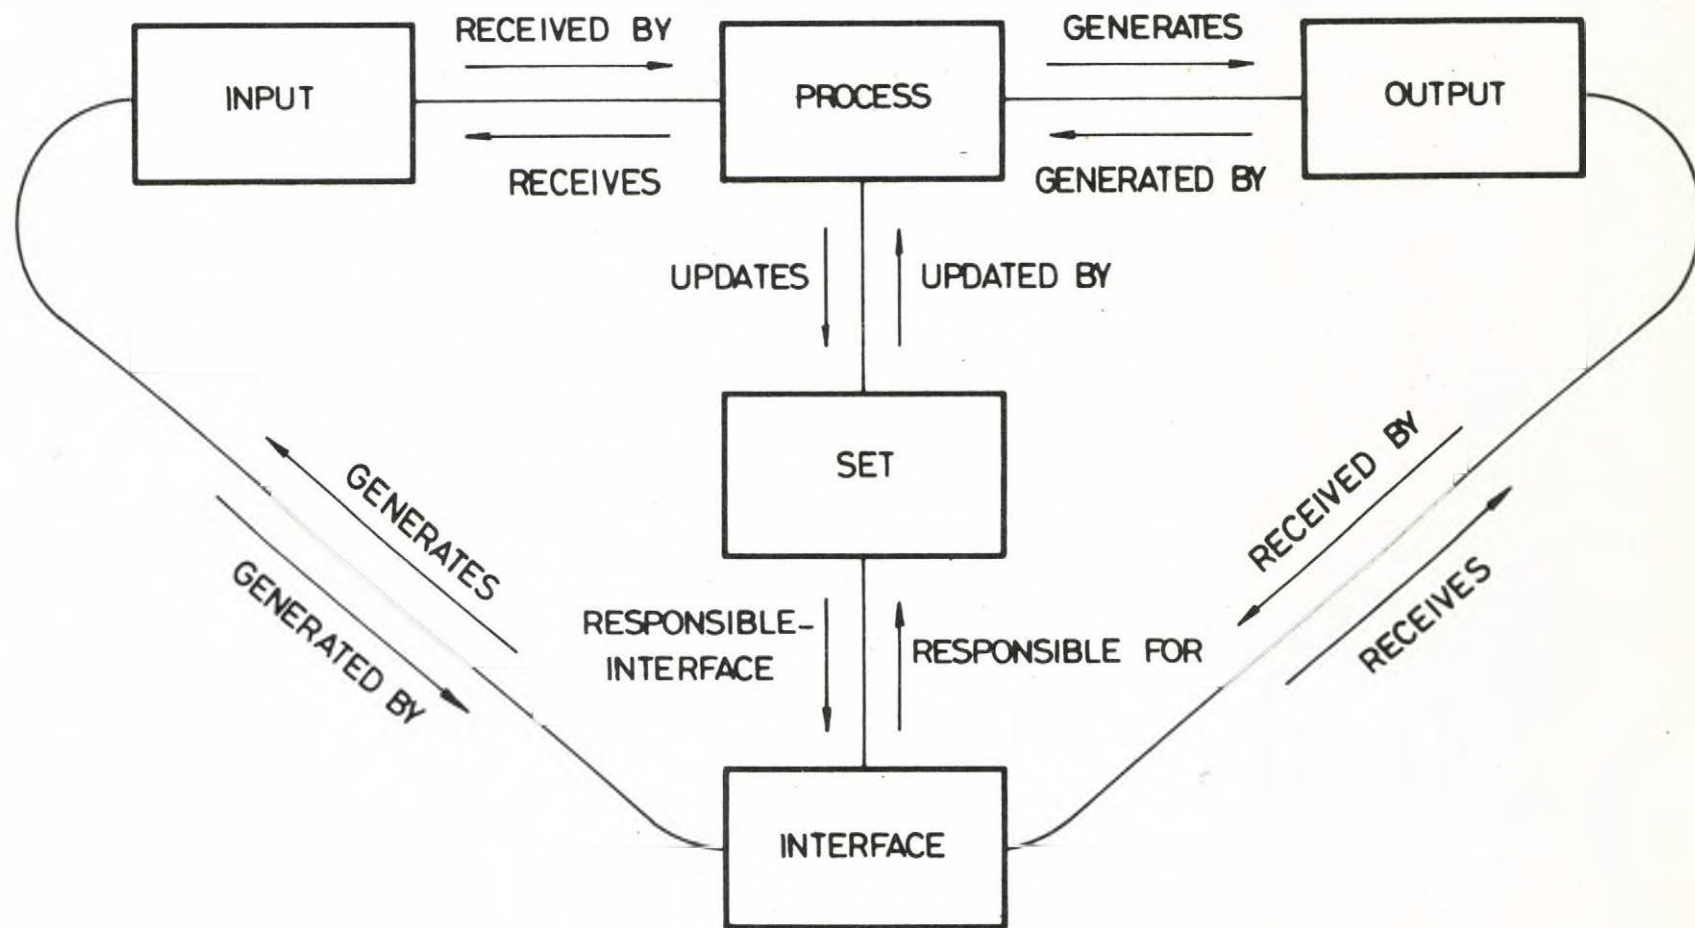 RECEIVED BY
GENERATES
INPUT
PROCESS
OUTPUT
RECEIVES
GENERATED BY
UPDATES
UPDATED BY
SET
GENERATES
GENERATED BY
RECEIVED BY
RECEIVES
RESPONSIBLE-
INTERFACE
RESPONSIBLE FOR
INTERFACE